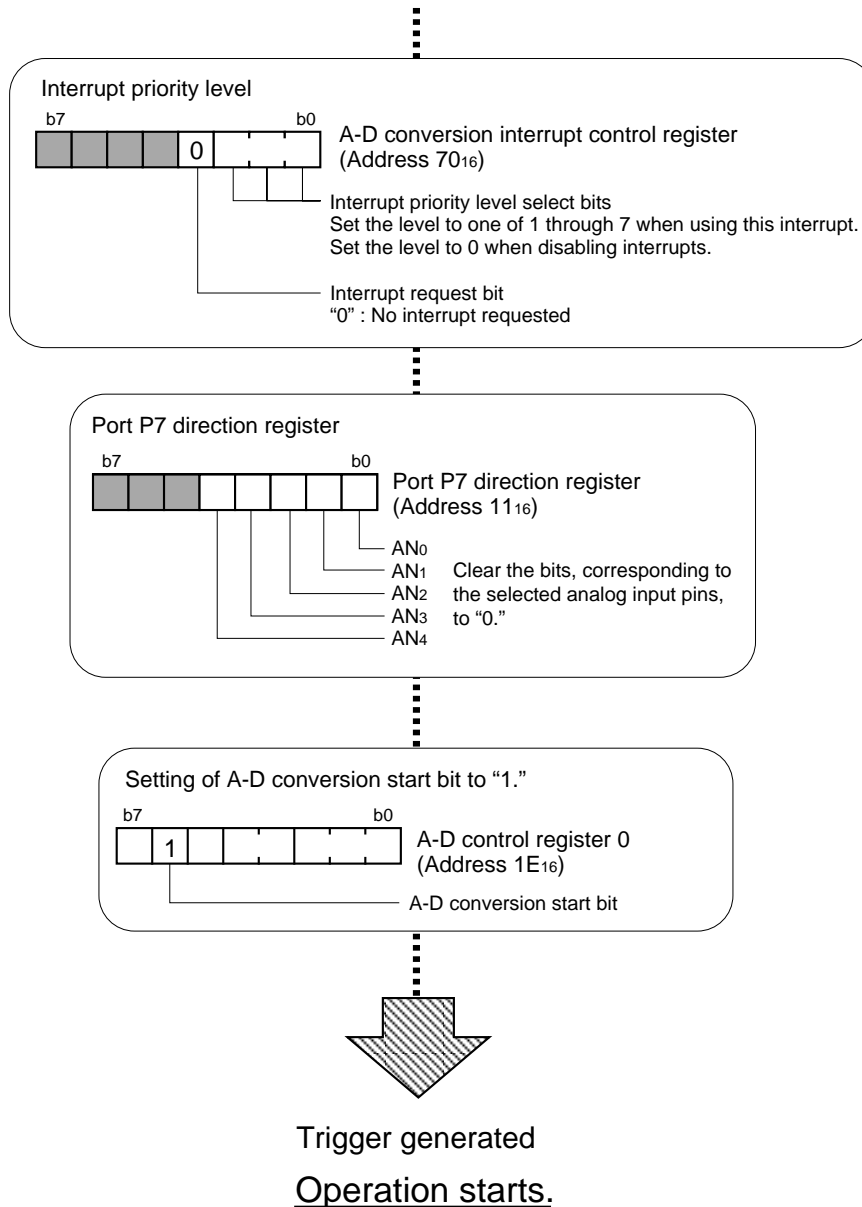 Interrupt priority level
b7 b0
0
A-D conversion interrupt control register
(Address 70₁₆)
Interrupt priority level select bits
Set the level to one of 1 through 7 when using this interrupt.
Set the level to 0 when disabling interrupts.
Interrupt request bit
“0” : No interrupt requested
Port P7 direction register
b7 b0
Port P7 direction register
(Address 11₁₆)
AN₀
AN₁
AN₂
AN₃
AN₄
Clear the bits, corresponding to
the selected analog input pins,
to “0.”
Setting of A-D conversion start bit to “1.”
b7 b0
1
A-D control register 0
(Address 1E₁₆)
A-D conversion start bit
Trigger generated
Operation starts.